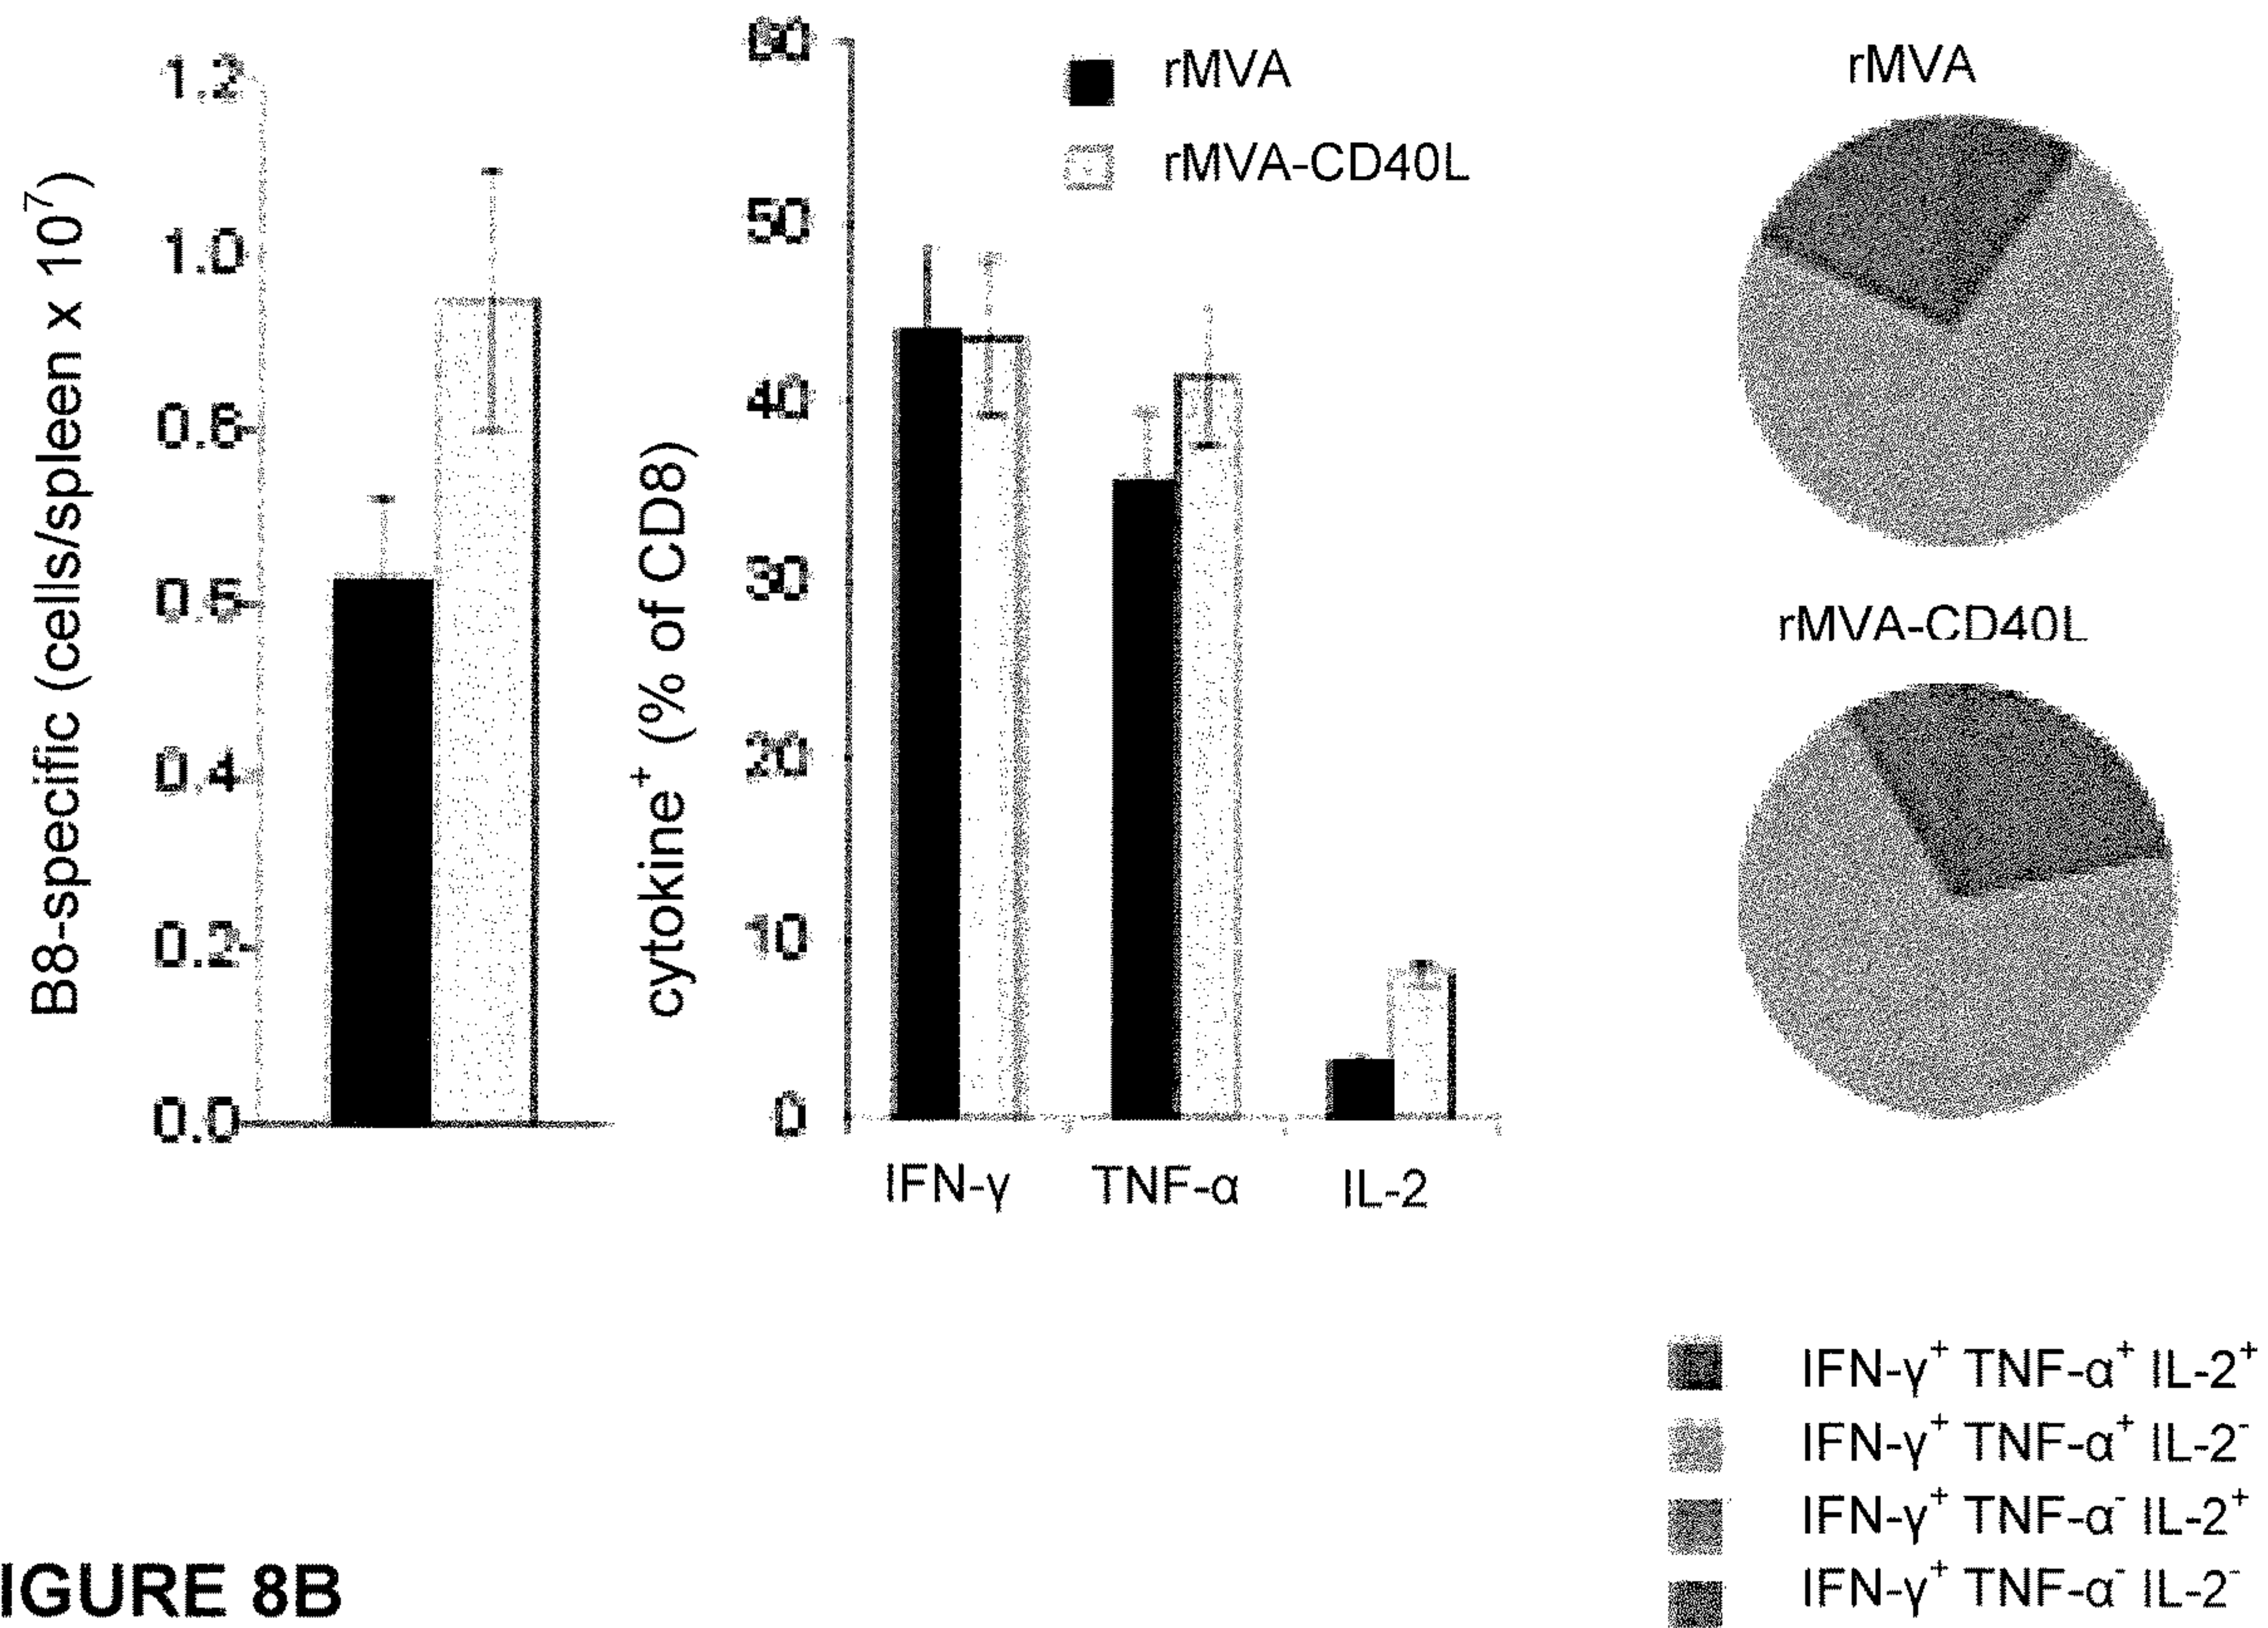 B8-specific (cells/spleen x 10⁷)
1.2
1.0
0.8
0.6
0.4
0.2
0.0
cytokine⁺ (% of CD8)
60
50
40
30
20
10
0
rMVA
rMVA-CD40L
IFN-γ
TNF-α
IL-2
rMVA
rMVA-CD40L
IFN-γ⁺ TNF-α⁺ IL-2⁺
IFN-γ⁺ TNF-α⁺ IL-2⁻
IFN-γ⁺ TNF-α⁻ IL-2⁺
IFN-γ⁺ TNF-α⁻ IL-2⁻
IGURE 8B